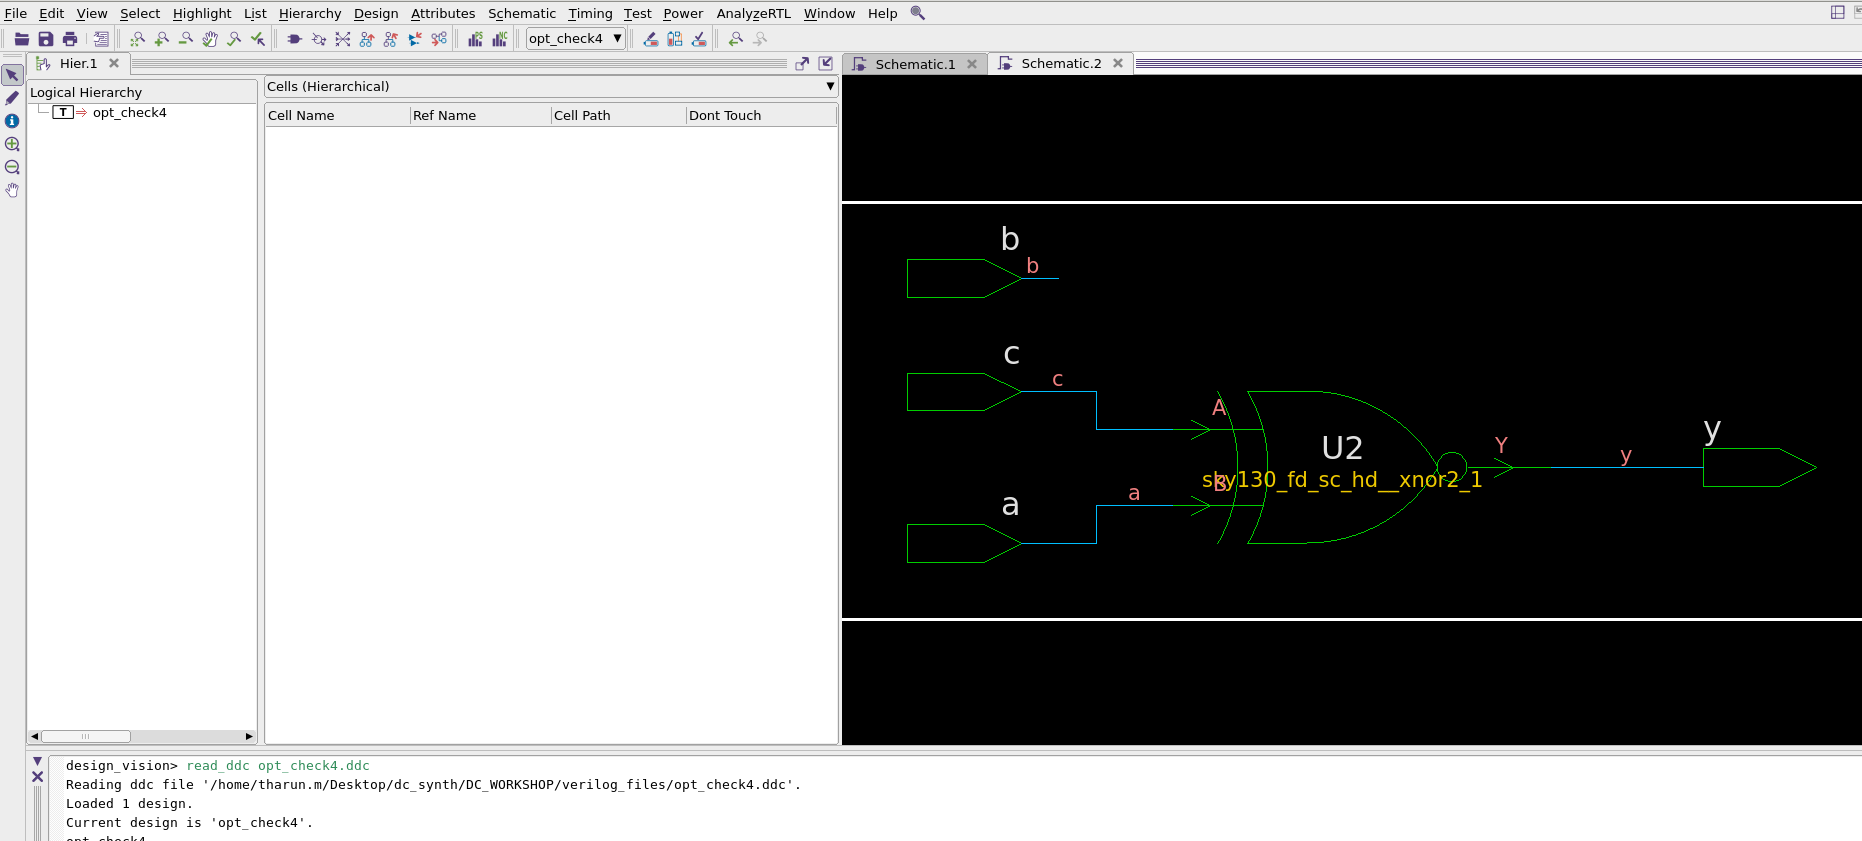 File Edit View Select Highlight List Hierarchy Design Attributes Schematic Timing Test Power AnalyzeRTL Window Help
opt_check4
Hier.1
Schematic.1
Schematic.2
Logical Hierarchy
T opt_check4
Cells (Hierarchical)
Cell Name Ref Name Cell Path Dont Touch
b
b
c
c
A
U2
Y
y
y
sky130_fd_sc_hd__xnor2_1
B
a
a
design_vision> read_ddc opt_check4.ddc
Reading ddc file '/home/tharun.m/Desktop/dc_synth/DC_WORKSHOP/verilog_files/opt_check4.ddc'.
Loaded 1 design.
Current design is 'opt_check4'.
opt_check4